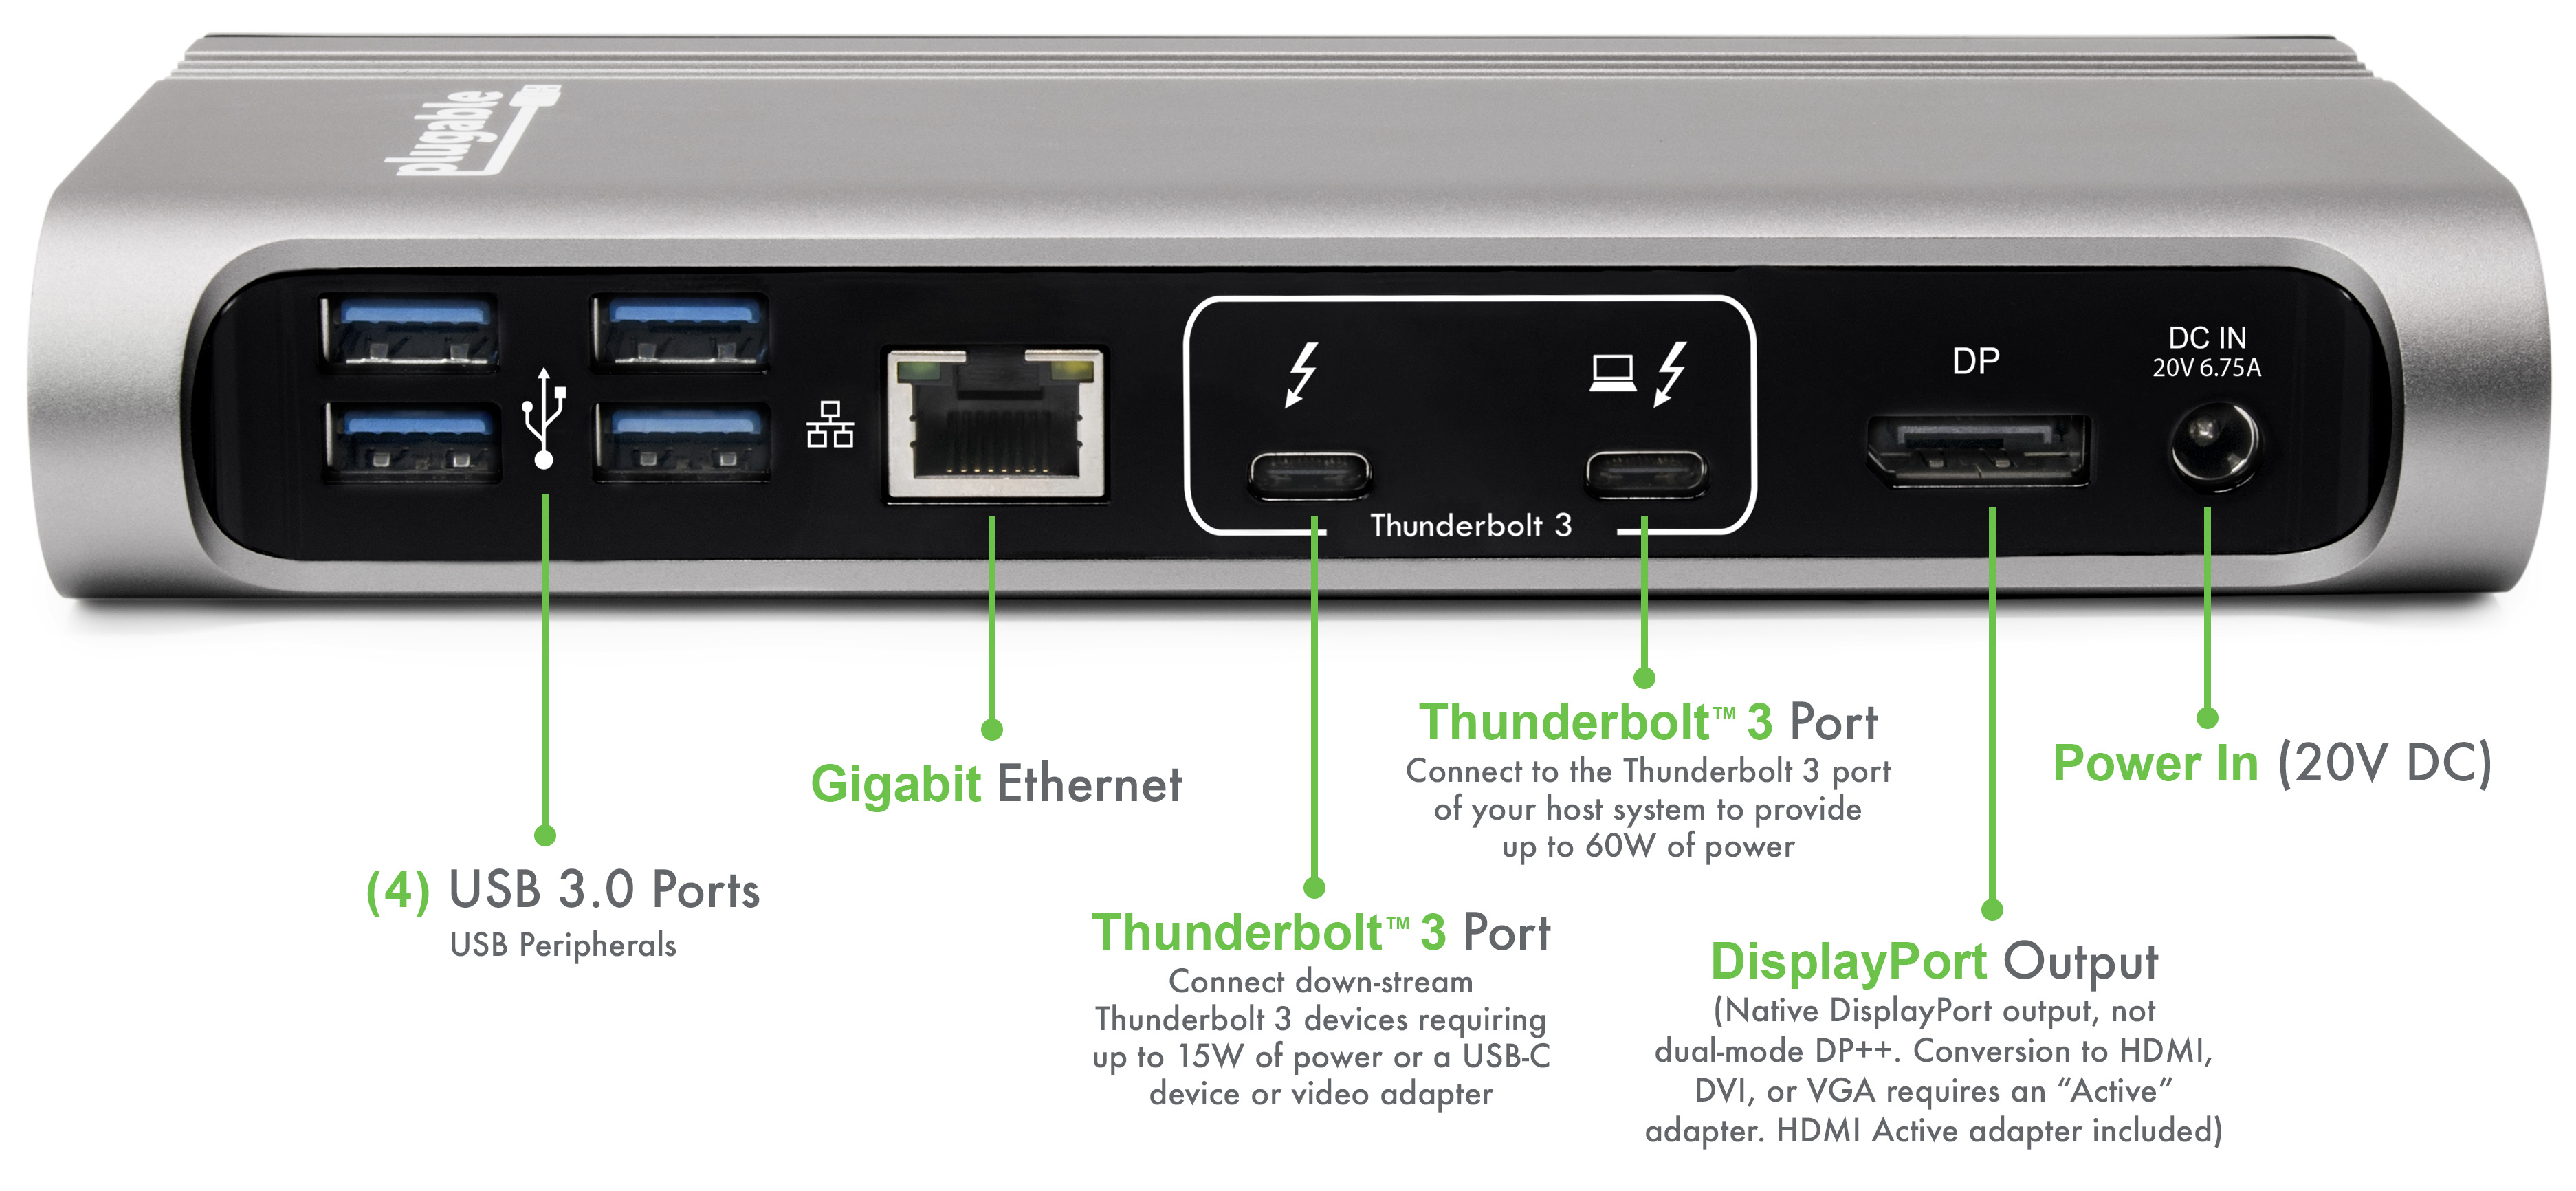 plugable
DC IN
20V 6.75A
DP
Thunderbolt 3
(4) USB 3.0 Ports
USB Peripherals
Gigabit Ethernet
Thunderbolt™ 3 Port
Connect down-stream
Thunderbolt 3 devices requiring
up to 15W of power or a USB-C
device or video adapter
Thunderbolt™ 3 Port
Connect to the Thunderbolt 3 port
of your host system to provide
up to 60W of power
DisplayPort Output
(Native DisplayPort output, not
dual-mode DP++. Conversion to HDMI,
DVI, or VGA requires an “Active”
adapter. HDMI Active adapter included)
Power In (20V DC)